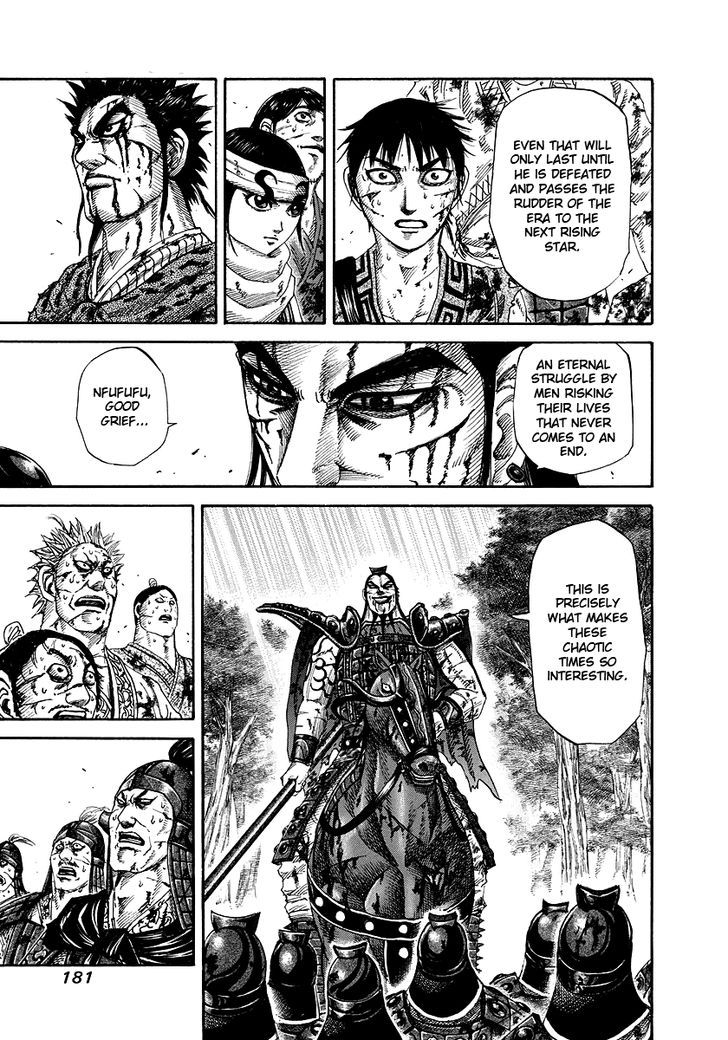 EVEN THAT WILL
ONLY LAST UNTIL
HE IS DEFEATED
AND PASSES THE
RUDDER OF THE
ERA TO THE
NEXT RISING
STAR.
AN ETERNAL
STRUGGLE BY
MEN RISKING
THEIR LIVES
THAT NEVER
COMES TO AN
END.
NFUFUFU,
GOOD
GRIEF...
THIS IS
PRECISELY
WHAT MAKES
THESE
CHAOTIC
TIMES SO
INTERESTING.
181